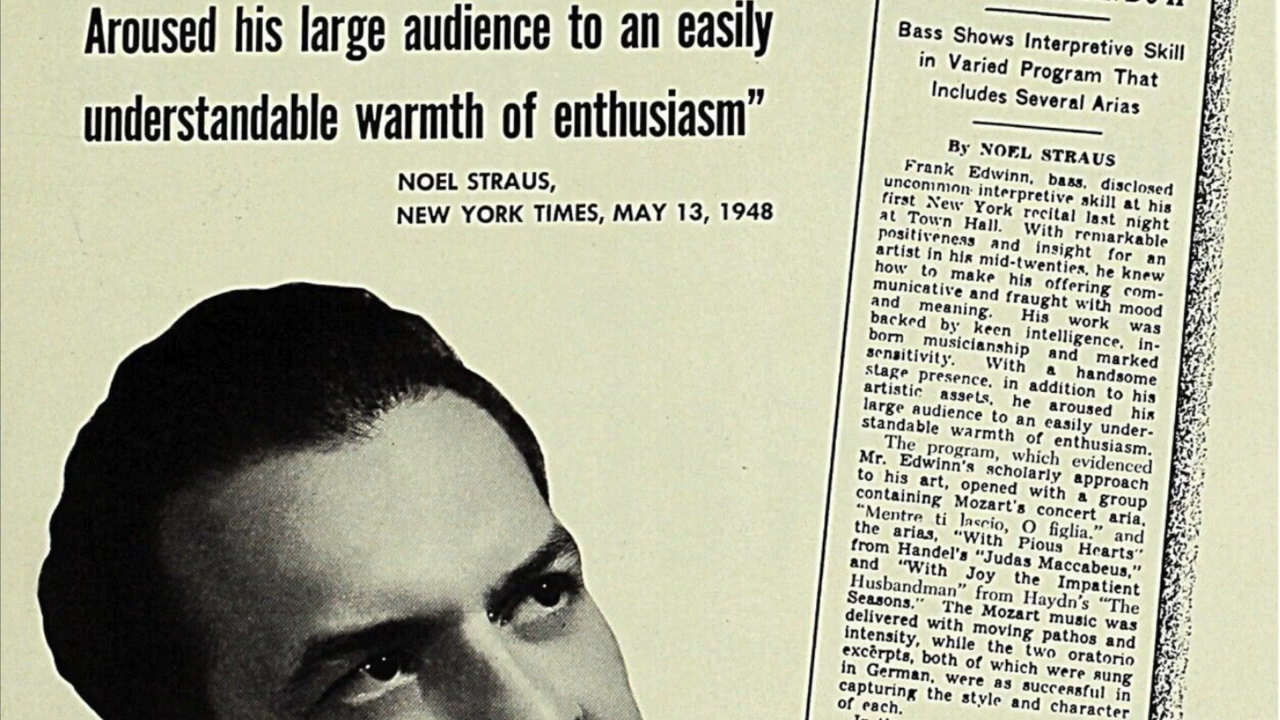 Aroused his large audience to an easily
understandable warmth of enthusiasm”
NOEL STRAUS,
NEW YORK TIMES, MAY 13, 1948
Bass Shows Interpretive Skill
in Varied Program That
Includes Several Arias
By NOEL STRAUS
Frank Edwinn, bass, disclosed
uncommon interpretive skill at his
first New York recital last night
at Town Hall. With remarkable
positiveness and insight for an
artist in his mid-twenties, he knew
how to make his offering com-
municative and fraught with mood
and meaning. His work was
backed by keen intelligence, in-
born musicianship and marked
sensitivity. With a handsome
stage presence, in addition to his
artistic assets, he aroused his
large audience to an easily under-
standable warmth of enthusiasm.
The program, which evidenced
Mr. Edwinn's scholarly approach
to his art, opened with a group
containing Mozart's concert aria,
“Mentre ti lascio, O figlia,” and
the arias, “With Pious Hearts”
from Handel's “Judas Maccabeus,”
and “With Joy the Impatient
Husbandman” from Haydn's “The
Seasons.” The Mozart music was
delivered with moving pathos and
intensity, while the two oratorio
excerpts, both of which were sung
in German, were as successful in
capturing the style and character
of each.